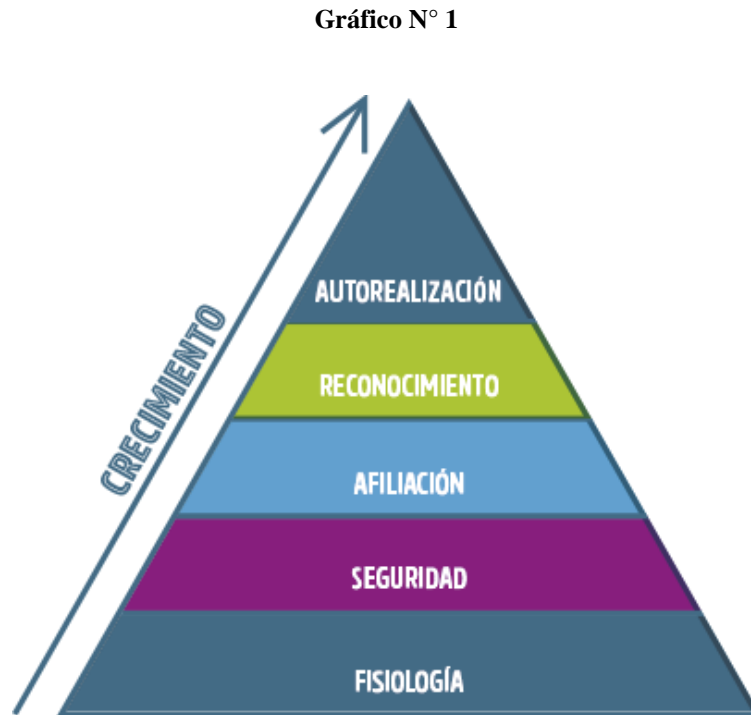 Gráfico N° 1
CRECIMIENTO
AUTOREALIZACIÓN
RECONOCIMIENTO
AFILIACIÓN
SEGURIDAD
FISIOLOGÍA